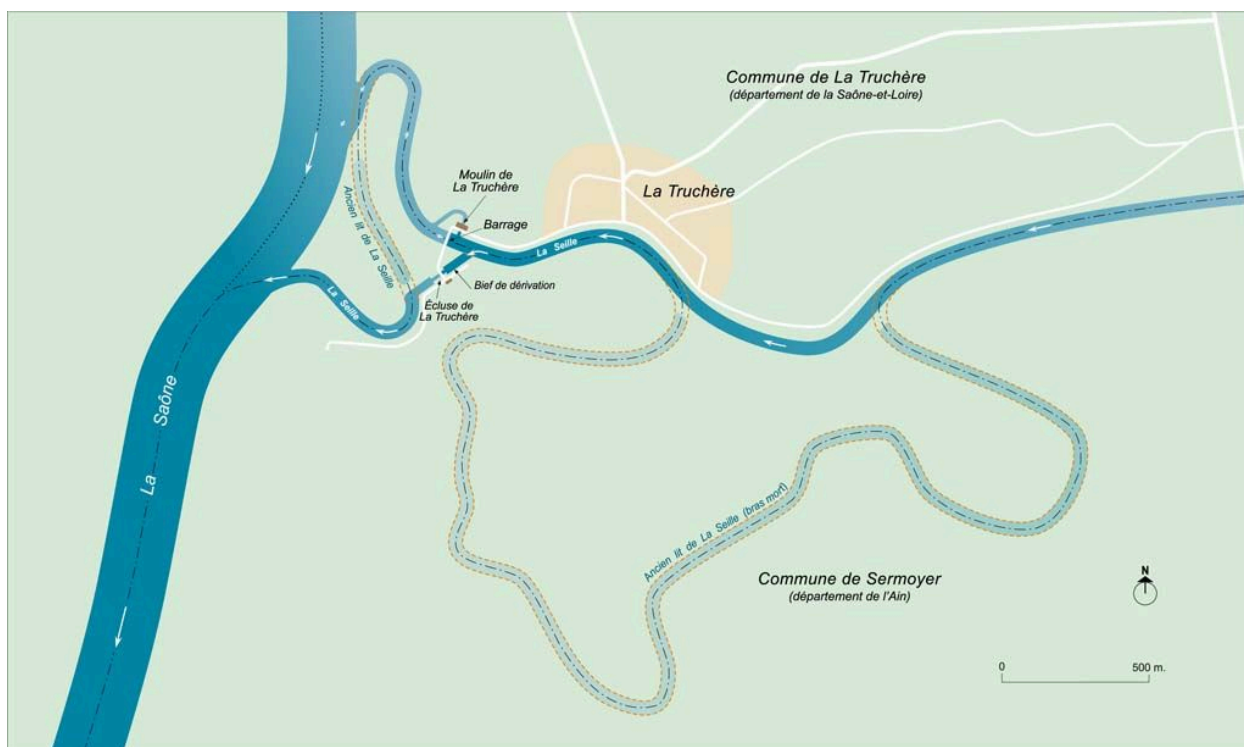 Commune de La Truchère
(département de la Saône-et-Loire)
Moulin de
La Truchère
La Truchère
Barrage
Ancien lit de La Seille
La Seille
Bief de dérivation
La Seille
Écluse de
La Truchère
La Saône
Ancien lit de La Seille (bras mort)
Commune de Sermoyer
(département de l'Ain)
N
0 500 m.